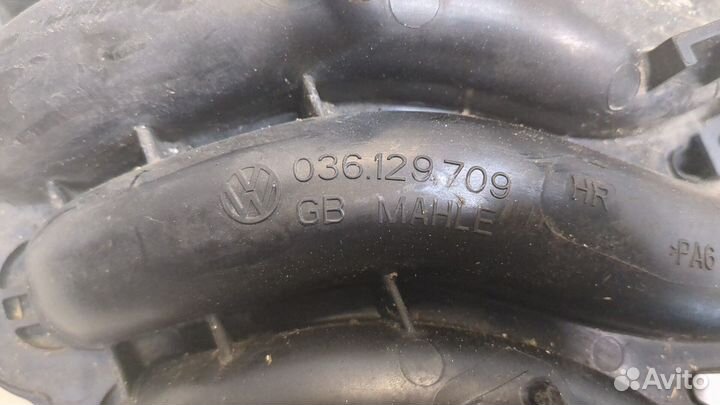 036.129.709
GB MAHLE
HR
>PA6
Avito